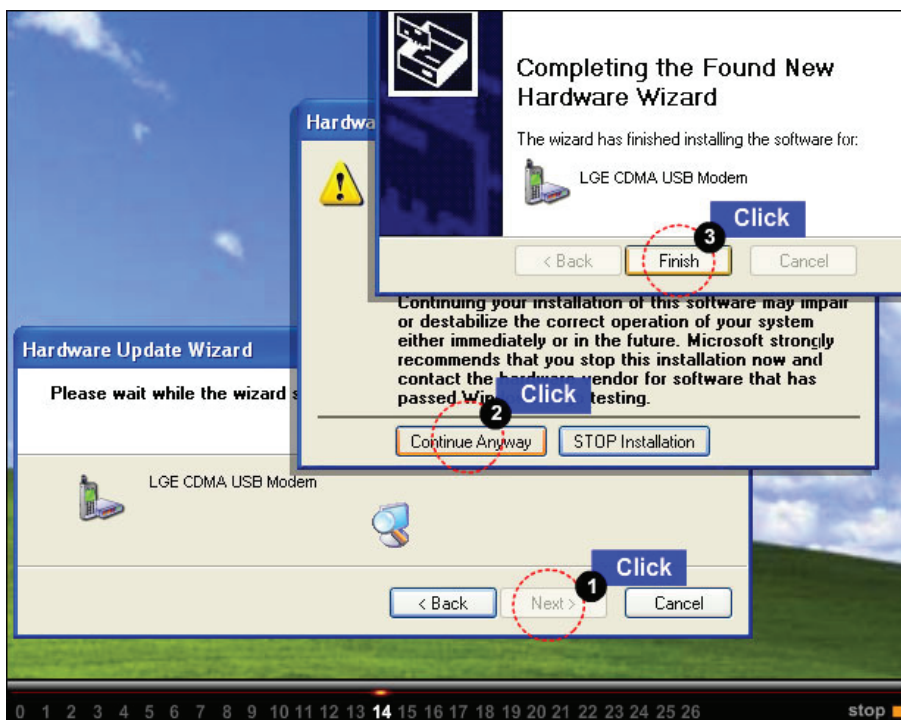 Completing the Found New
Hardware Wizard
The wizard has finished installing the software for:
LGE CDMA USB Modem
Click
3
< Back
Finish
Cancel
Hardwa
Continuing your installation of this software may impair
or destabilize the correct operation of your system
either immediately or in the future. Microsoft strongly
recommends that you stop this installation now and
contact the hardware vendor for software that has
passed Win testing.
Click
2
Continue Anyway
STOP Installation
Hardware Update Wizard
Please wait while the wizard s
LGE CDMA USB Modem
Click
1
< Back
Next >
Cancel
0 1 2 3 4 5 6 7 8 9 10 11 12 13 14 15 16 17 18 19 20 21 22 23 24 25 26 stop